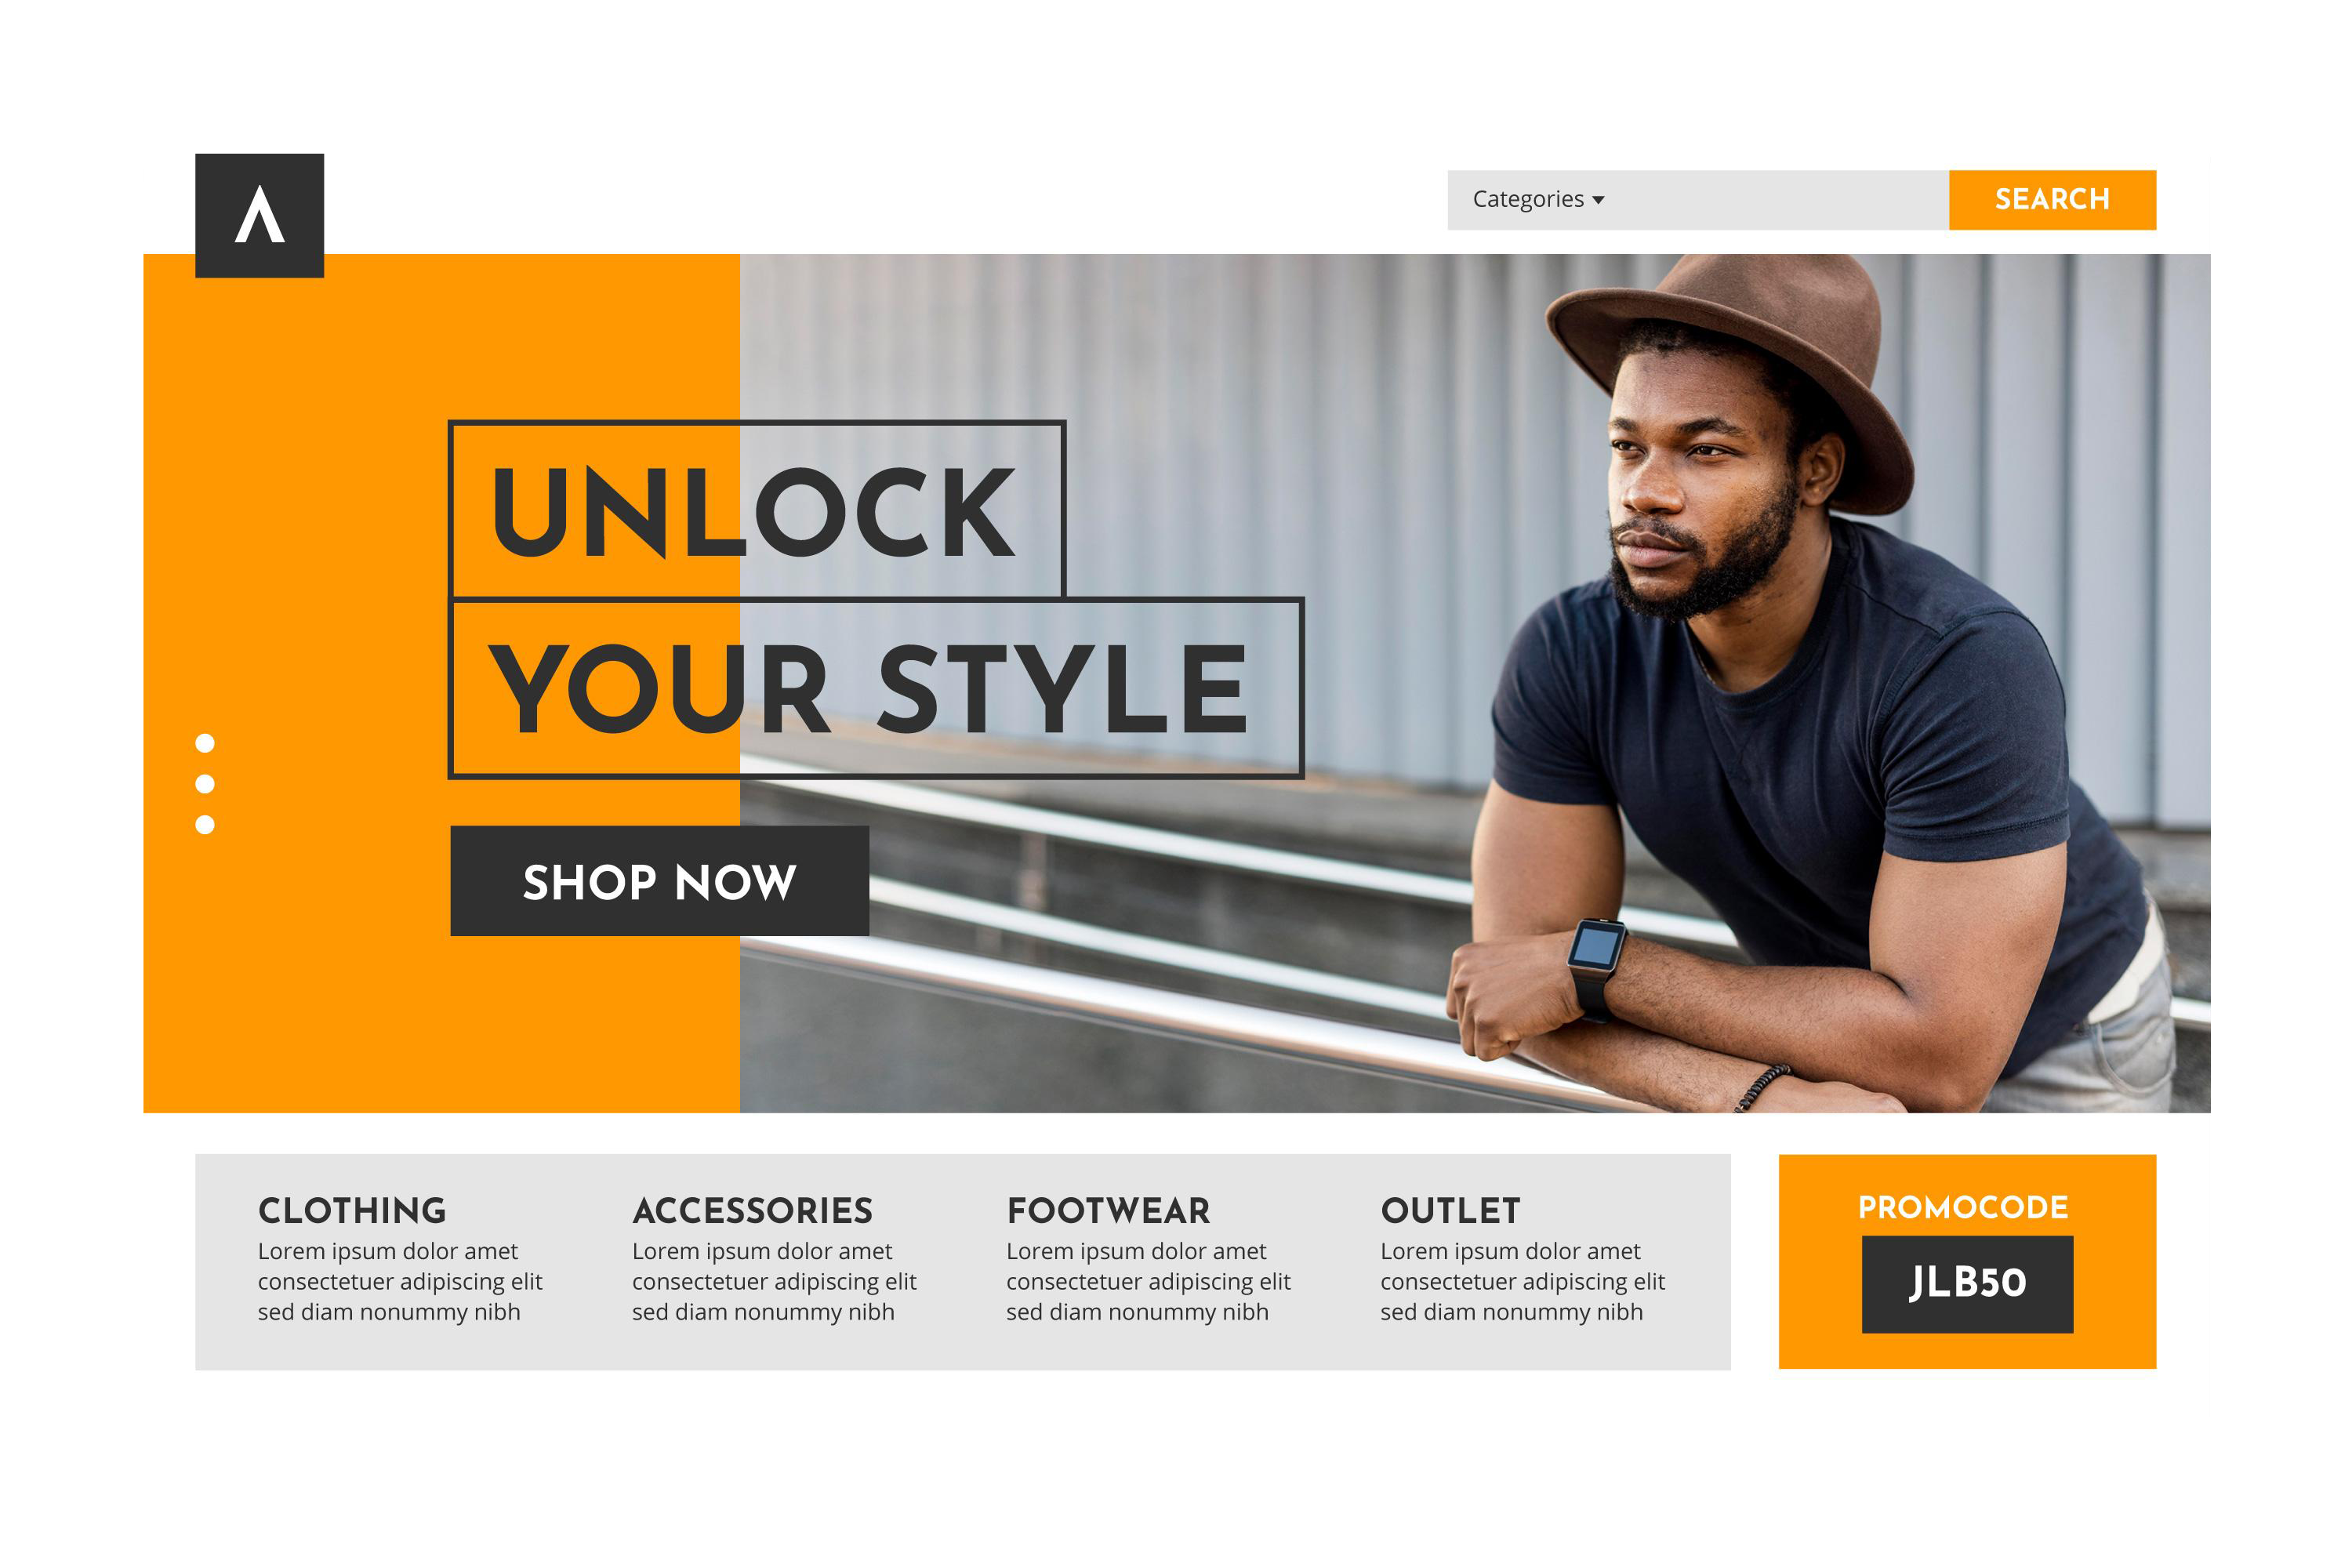 Λ
Categories
SEARCH
UNLOCK
YOUR STYLE
SHOP NOW
CLOTHING
Lorem ipsum dolor amet
consectetuer adipiscing elit
sed diam nonummy nibh
ACCESSORIES
Lorem ipsum dolor amet
consectetuer adipiscing elit
sed diam nonummy nibh
FOOTWEAR
Lorem ipsum dolor amet
consectetuer adipiscing elit
sed diam nonummy nibh
OUTLET
Lorem ipsum dolor amet
consectetuer adipiscing elit
sed diam nonummy nibh
PROMOCODE
JLB50